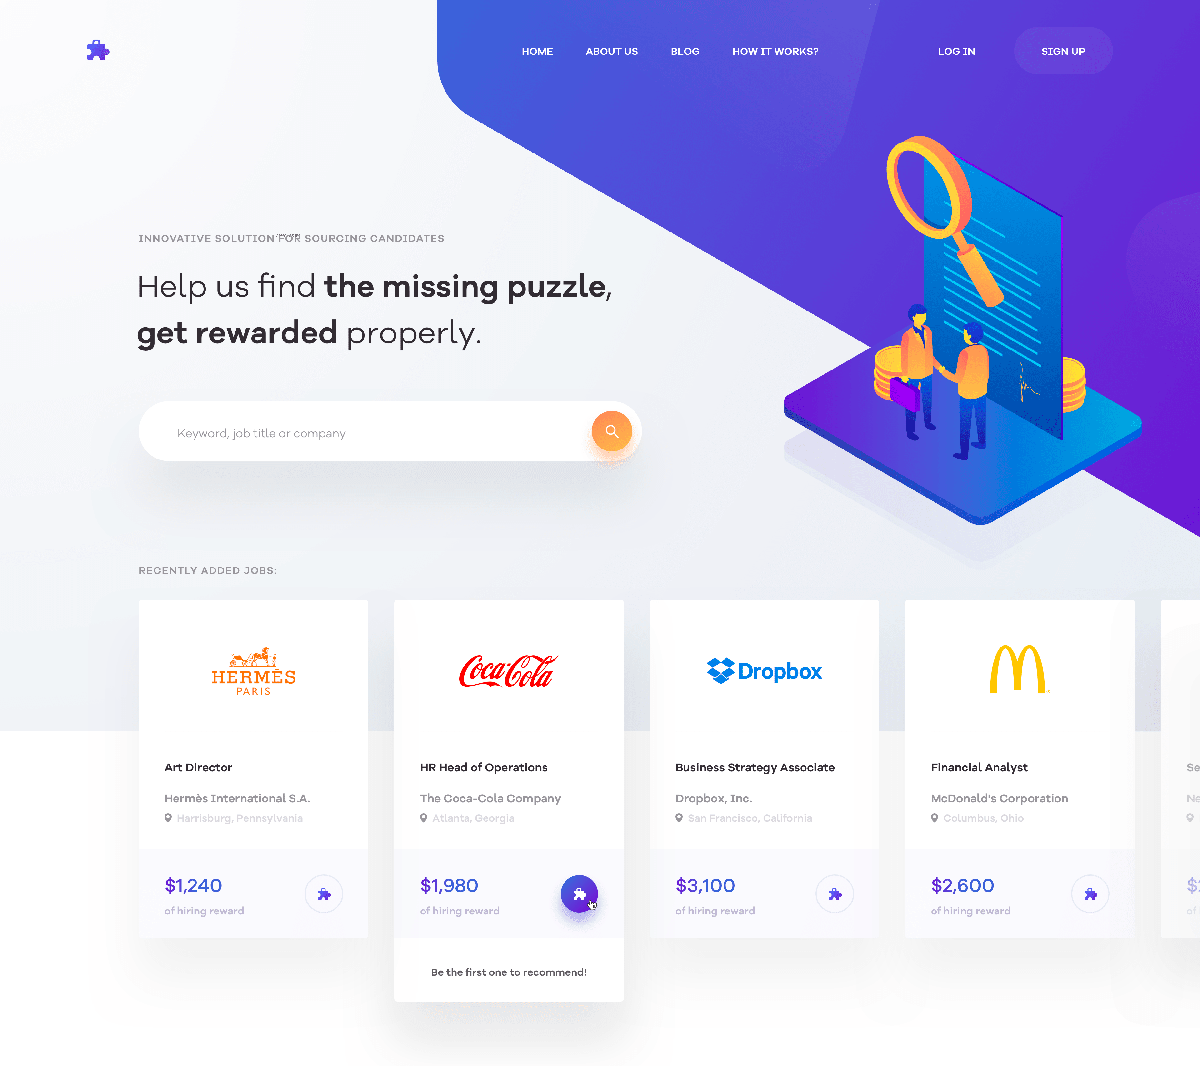 HOME ABOUT US BLOG HOW IT WORKS? LOG IN SIGN UP
INNOVATIVE SOLUTION FOR SOURCING CANDIDATES
Help us find the missing puzzle,
get rewarded properly.
Keyword, job title or company
RECENTLY ADDED JOBS:
HERMÈS
PARIS
Art Director
Hermès International S.A.
Harrisburg, Pennsylvania
$1,240
of hiring reward
Coca-Cola
HR Head of Operations
The Coca-Cola Company
Atlanta, Georgia
$1,980
of hiring reward
Be the first one to recommend!
Dropbox
Business Strategy Associate
Dropbox, Inc.
San Francisco, California
$3,100
of hiring reward
M
Financial Analyst
McDonald's Corporation
Columbus, Ohio
$2,600
of hiring reward
Se
Ne
of